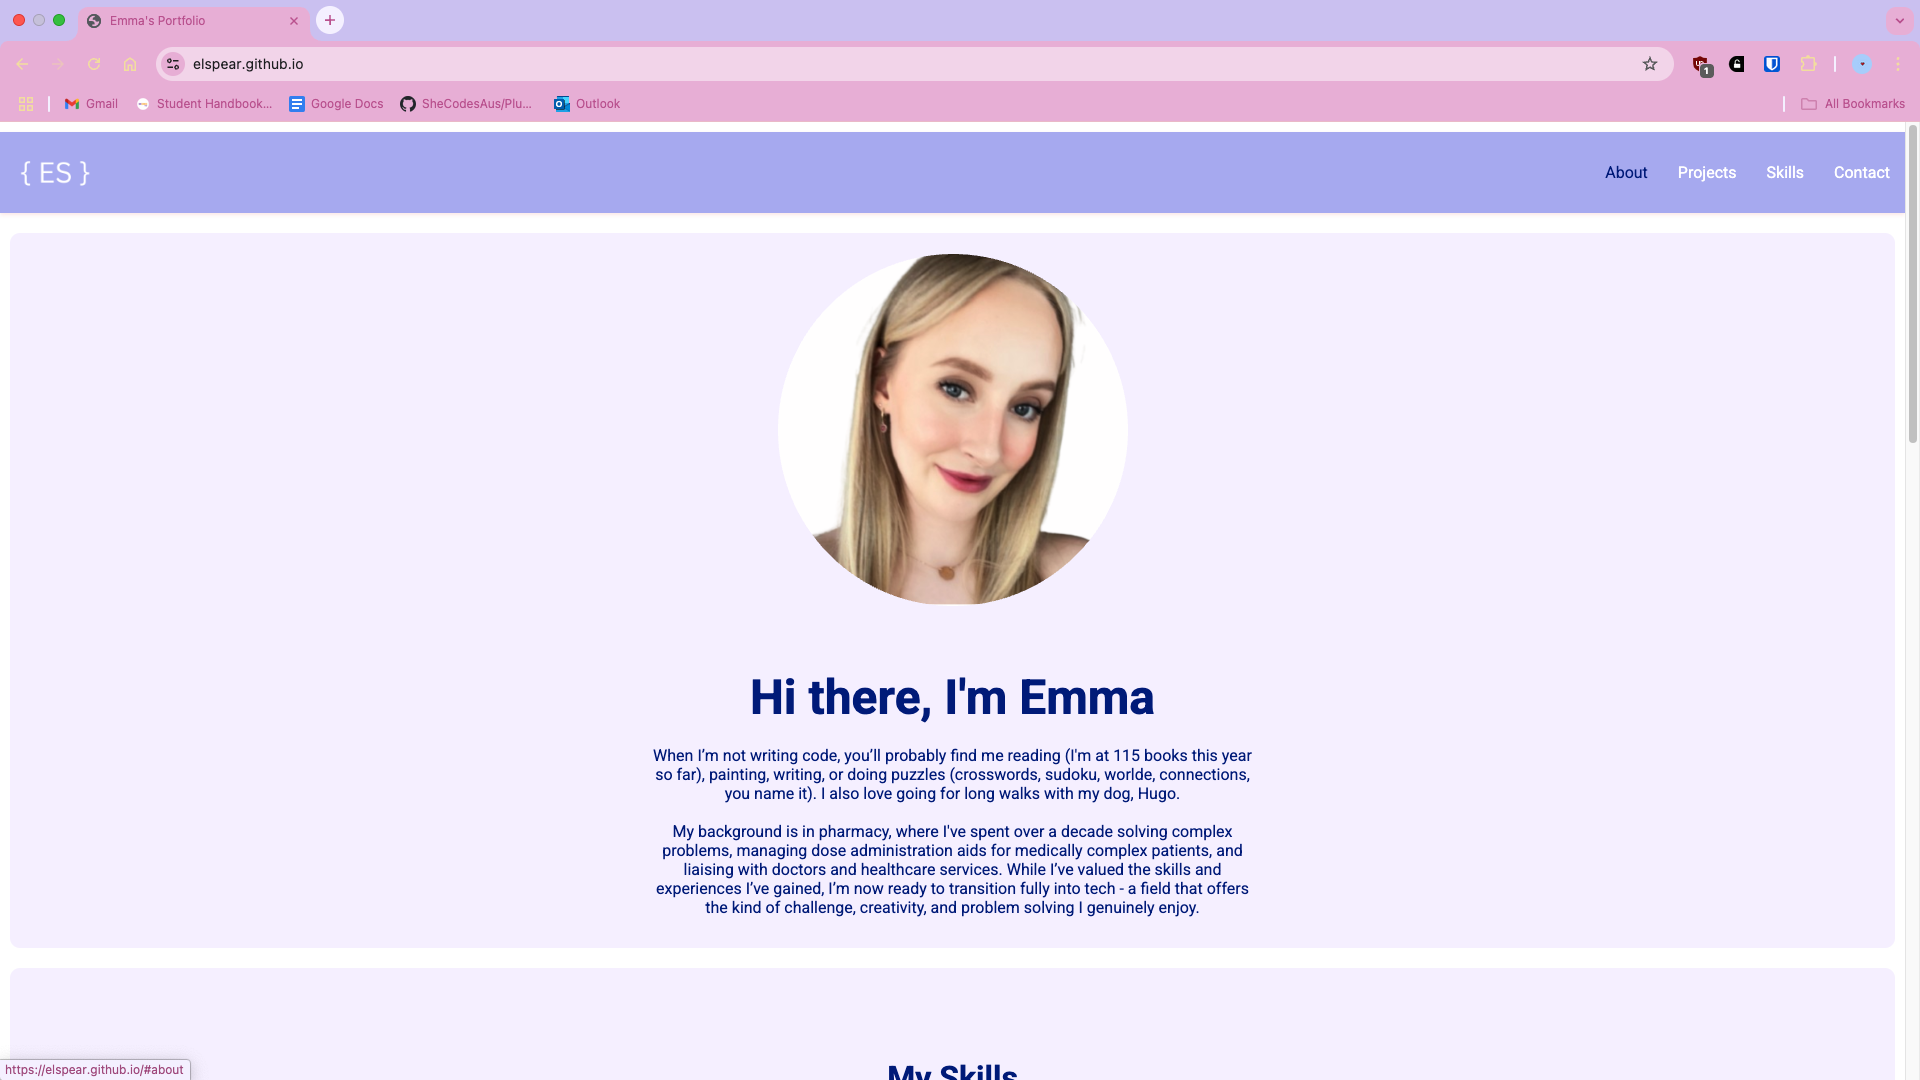 Emma's Portfolio
elspear.github.io
1
Gmail
Student Handbook...
Google Docs
SheCodesAus/Plu...
Outlook
All Bookmarks
{ ES }
About
Projects
Skills
Contact
Hi there, I'm Emma
When I’m not writing code, you’ll probably find me reading (I'm at 115 books this year
so far), painting, writing, or doing puzzles (crosswords, sudoku, worlde, connections,
you name it). I also love going for long walks with my dog, Hugo.
My background is in pharmacy, where I've spent over a decade solving complex
problems, managing dose administration aids for medically complex patients, and
liaising with doctors and healthcare services. While I’ve valued the skills and
experiences I’ve gained, I’m now ready to transition fully into tech - a field that offers
the kind of challenge, creativity, and problem solving I genuinely enjoy.
My Skills
https://elspear.github.io/#about